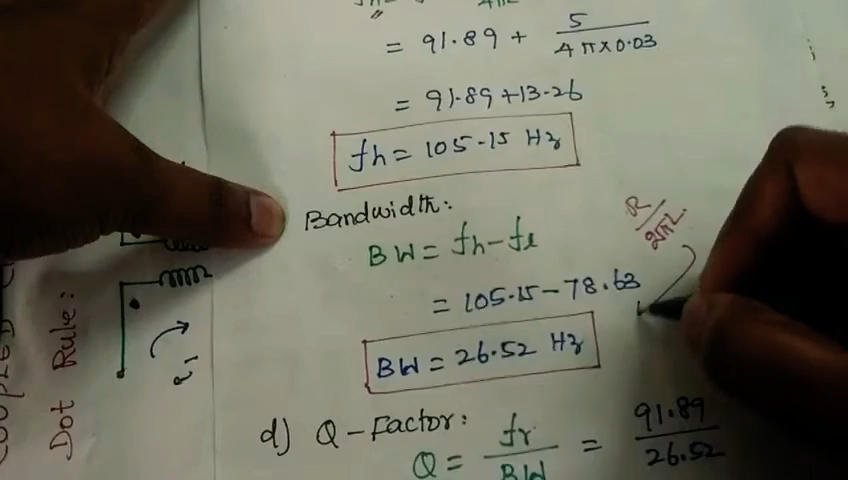 = 91.89 + 5 / 4π×0.03
= 91.89+13.26
fh = 105.15 Hz
Bandwidth:
BW = fh-fl
R/2πL
= 105.15-78.63
BW = 26.52 Hz
d) Q-Factor:
Q = fr/BW = 91.89/26.52
Dot Rule: